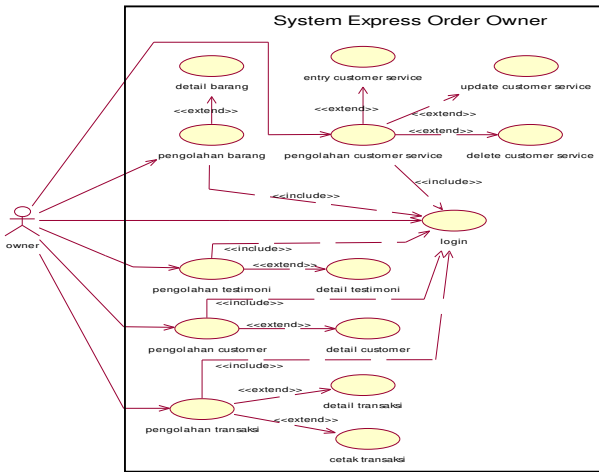 System Express Order Owner
detail barang
entry customer service
update customer service
<<extend>>
<<extend>>
<<extend>>
<<extend>>
pengolahan barang
pengolahan customer service
delete customer service
<<include>>
<<include>>
owner
login
<<include>>
<<extend>>
pengolahan testimoni
detail testimoni
<<include>>
<<extend>>
pengolahan customer
detail customer
<<include>>
<<extend>>
detail transaksi
<<extend>>
pengolahan transaksi
cetak transaksi